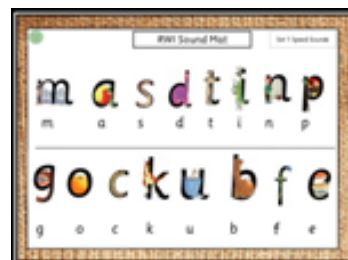 RWI Sound Mat
Set 1 Speed Sounds
m a s d t i n p
m a s d t i n p
g o c k u b f e
g o c k u b f e